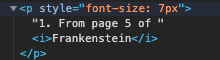 ▼<p style="font-size: 7px">
"1. From page 5 of "
<i>Frankenstein</i>
</p>